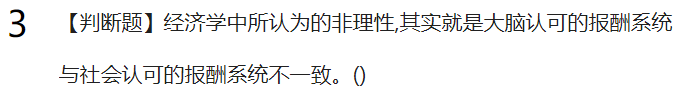 3 【判断题】经济学中所认为的非理性,其实就是大脑认可的报酬系统
与社会认可的报酬系统不一致。()